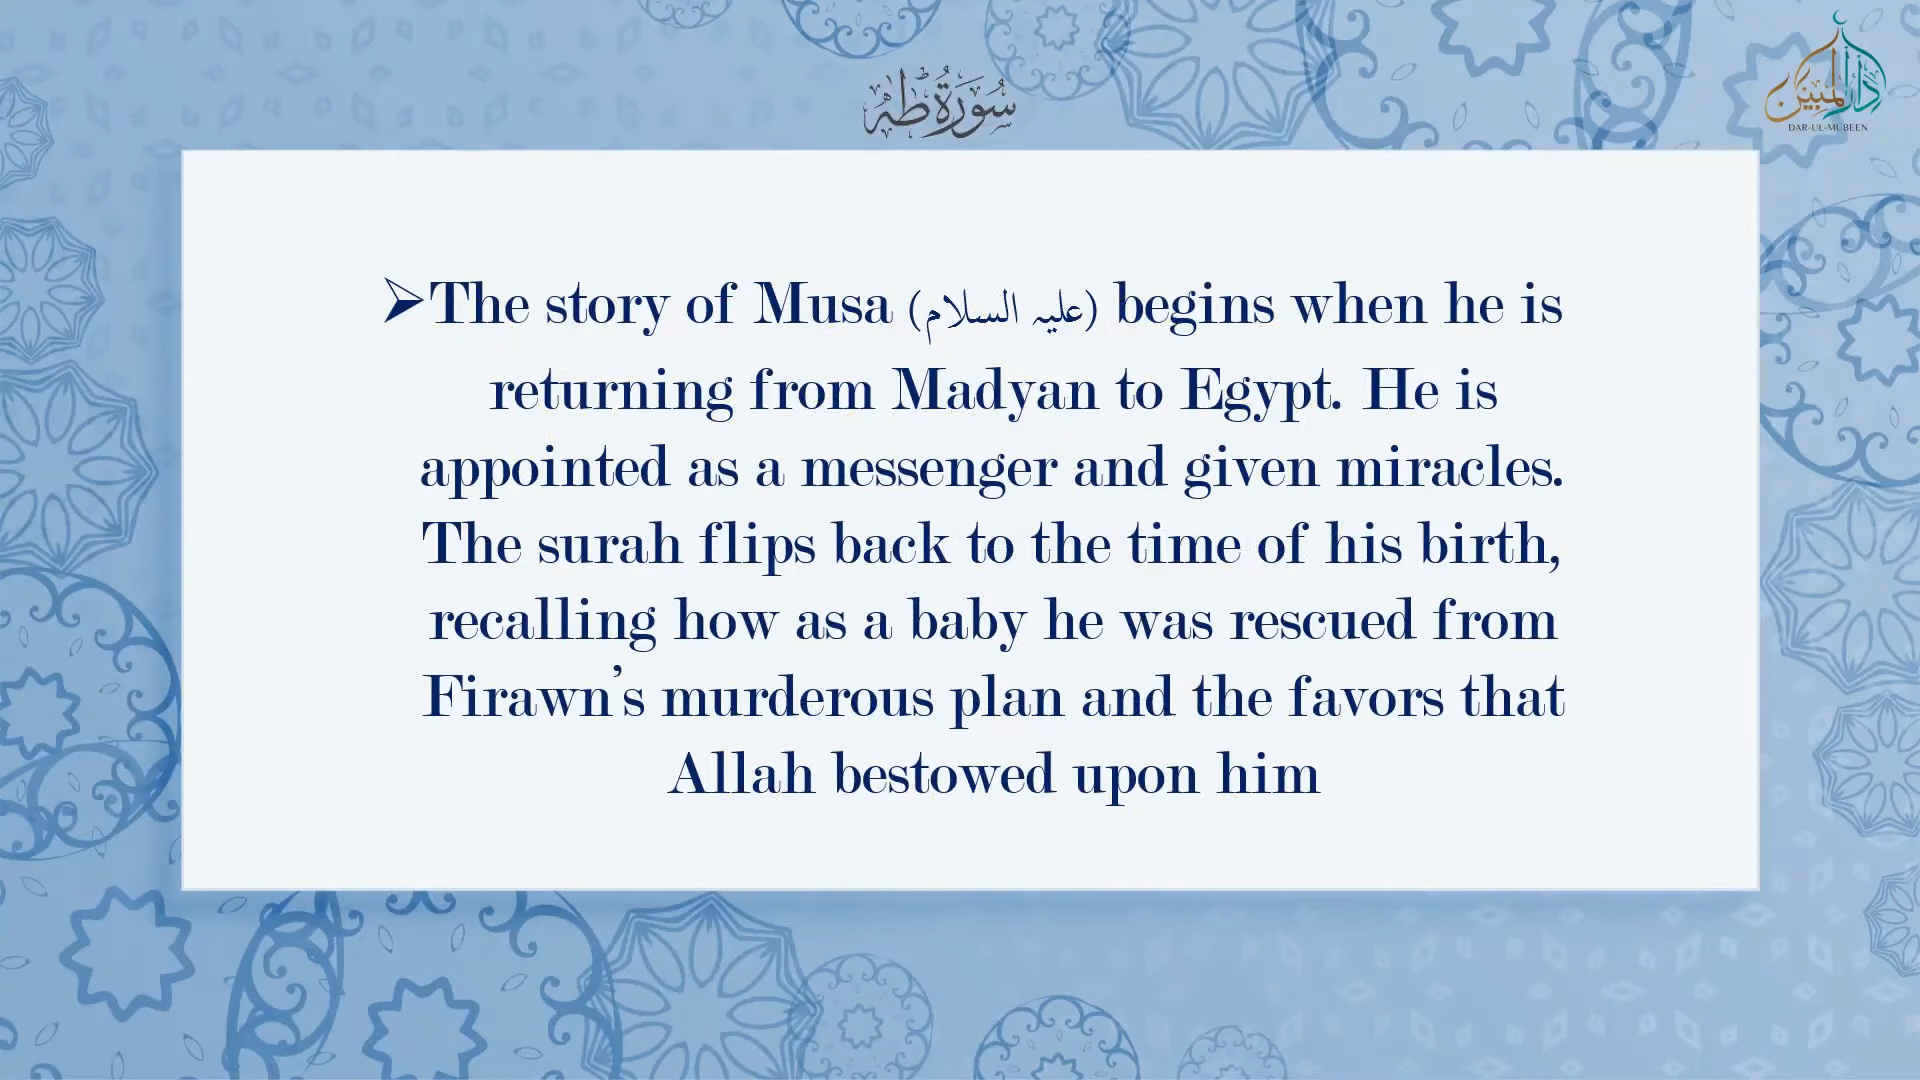 سُورَةُ طٰهٰ
دار المبین
DAR-UL-MUBEEN
➢The story of Musa (علیہ السلام) begins when he is
returning from Madyan to Egypt. He is
appointed as a messenger and given miracles.
The surah flips back to the time of his birth,
recalling how as a baby he was rescued from
Firawn's murderous plan and the favors that
Allah bestowed upon him